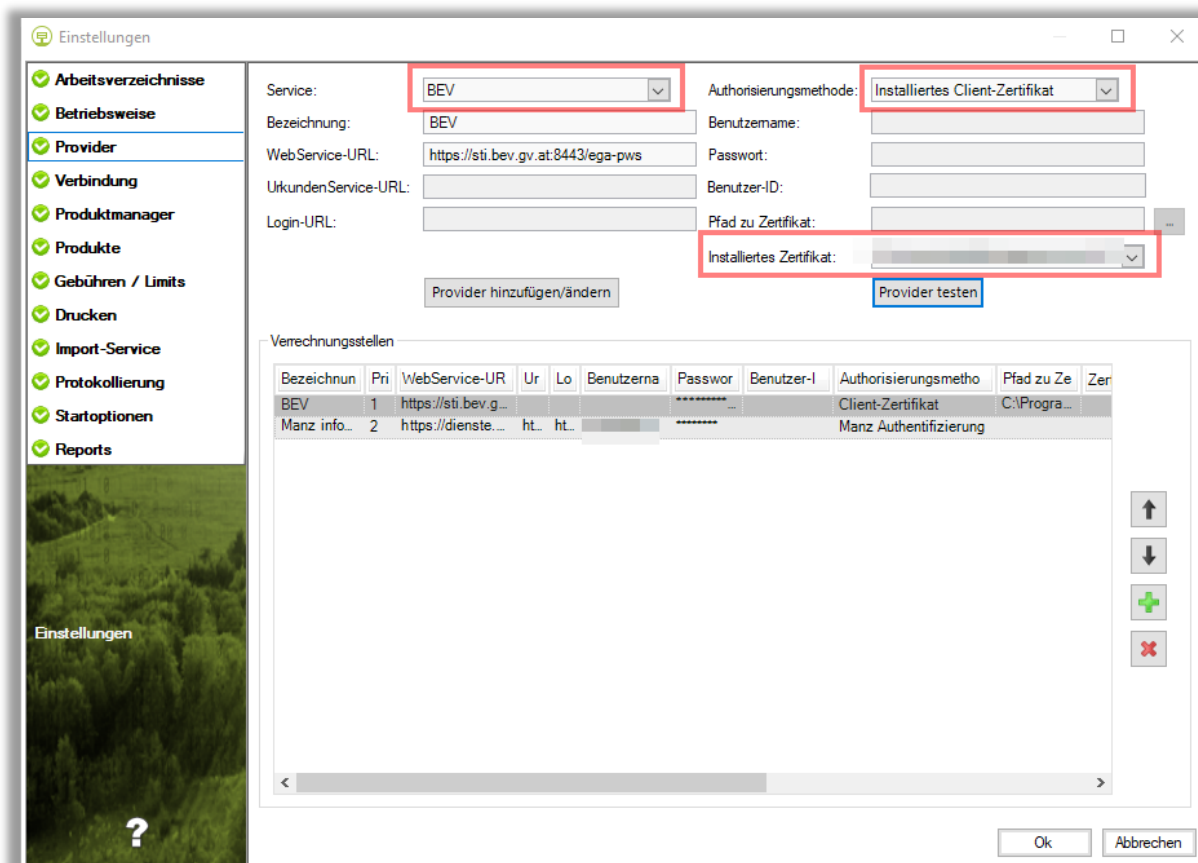 Einstellungen
Arbeitsverzeichnisse
Betriebsweise
Provider
Verbindung
Produktmanager
Produkte
Gebühren / Limits
Drucken
Import-Service
Protokollierung
Startoptionen
Reports
Einstellungen
?
Service: BEV
Bezeichnung: BEV
WebService-URL: https://sti.bev.gv.at:8443/ega-pws
UrkundenService-URL:
Login-URL:
Provider hinzufügen/ändern
Authorisierungsmethode: Installiertes Client-Zertifikat
Benutzername:
Passwort:
Benutzer-ID:
Pfad zu Zertifikat: ...
Installiertes Zertifikat:
Provider testen
Verrechnungsstellen
Bezeichnun Pri WebService-UR Ur Lo Benutzerna Passwor Benutzer-I Authorisierungsmetho Pfad zu Ze Zer
BEV 1 https://sti.bev.g... *********... Client-Zertifikat C:\Progra...
Manz info... 2 https://dienste.... ht... ht... ******** Manz Authentifizierung
Ok Abbrechen